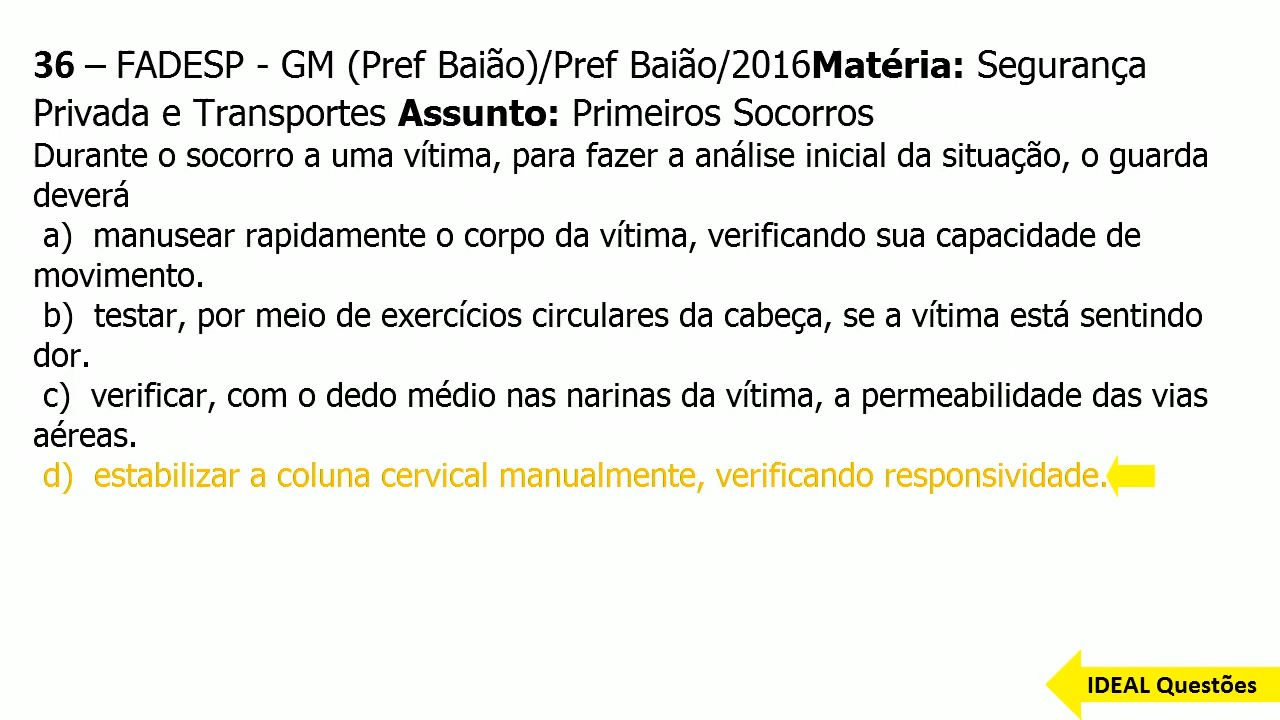 36 – FADESP - GM (Pref Baião)/Pref Baião/2016Matéria: Segurança
Privada e Transportes Assunto: Primeiros Socorros
Durante o socorro a uma vítima, para fazer a análise inicial da situação, o guarda
deverá
a) manusear rapidamente o corpo da vítima, verificando sua capacidade de
movimento.
b) testar, por meio de exercícios circulares da cabeça, se a vítima está sentindo
dor.
c) verificar, com o dedo médio nas narinas da vítima, a permeabilidade das vias
aéreas.
d) estabilizar a coluna cervical manualmente, verificando responsividade.
IDEAL Questões